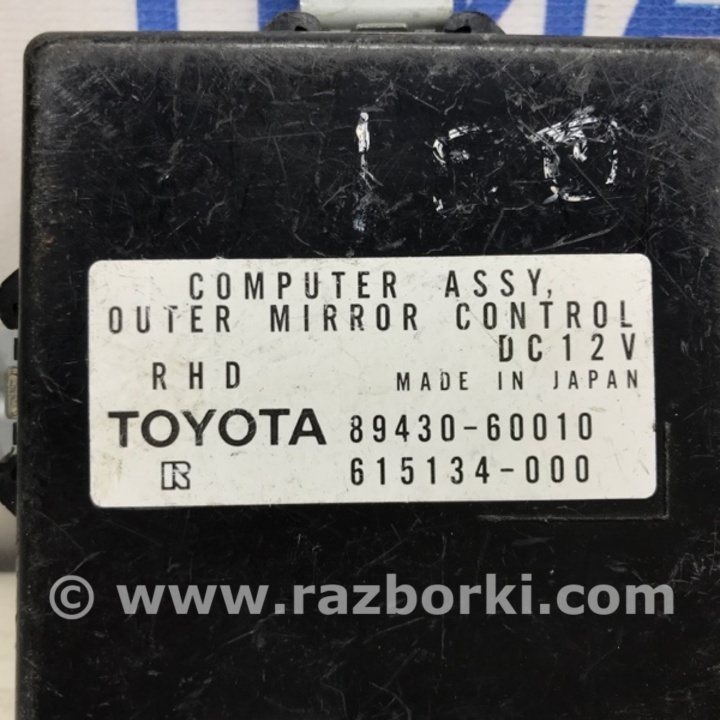 COMPUTER ASSY,
OUTER MIRROR CONTROL
DC12V
RHD MADE IN JAPAN
TOYOTA 89430-60010
R 615134-000
© www.razborki.com